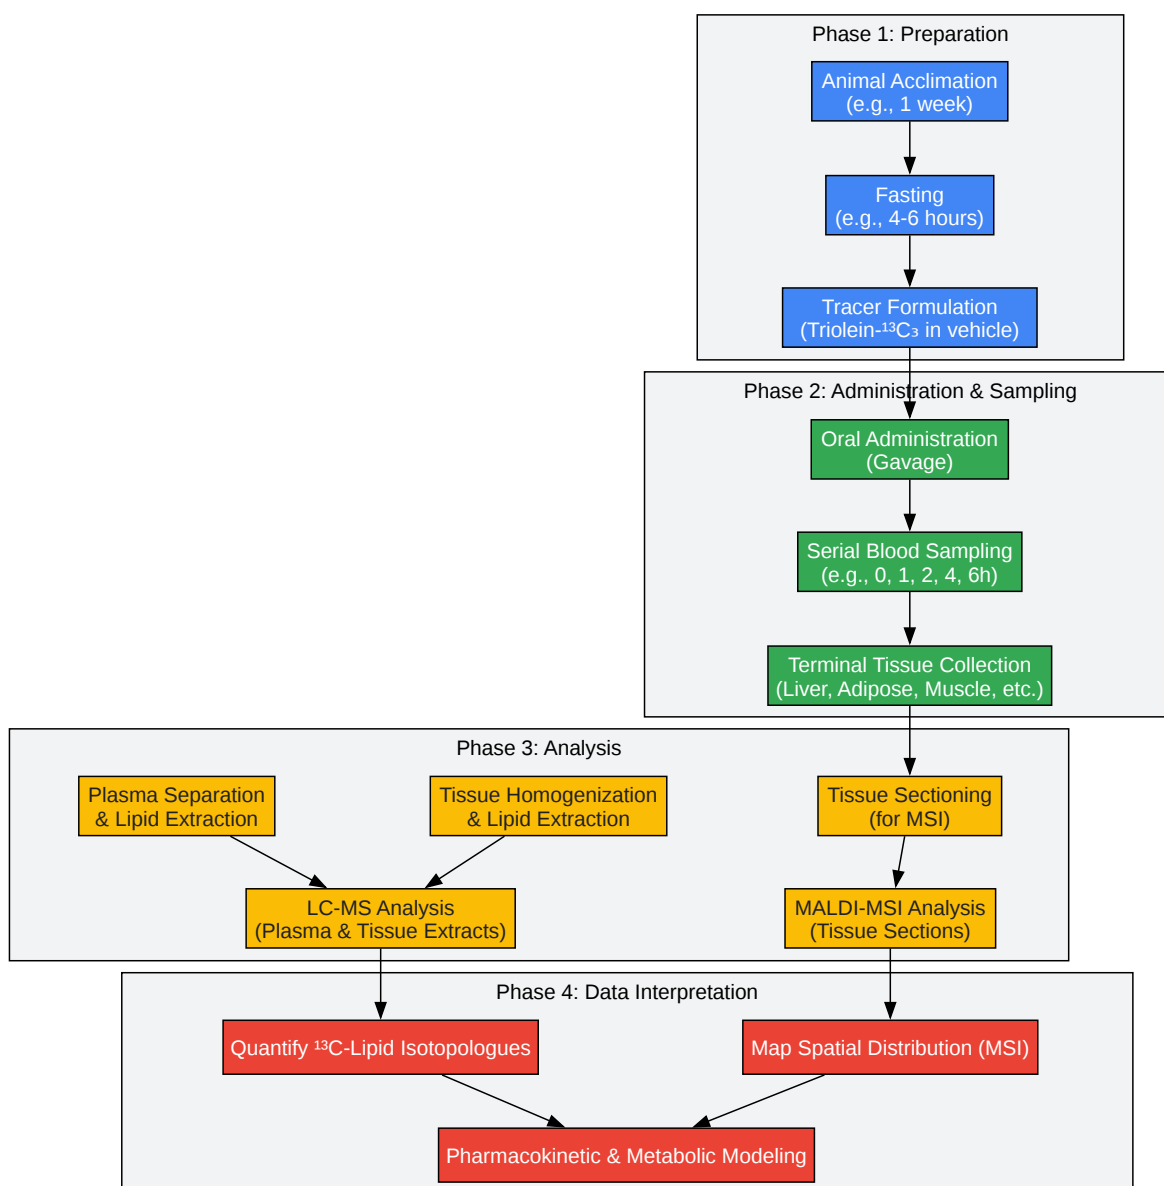 Phase 1: Preparation
Animal Acclimation
(e.g., 1 week)
Fasting
(e.g., 4-6 hours)
Tracer Formulation
(Triolein-¹³C₃ in vehicle)
Phase 2: Administration & Sampling
Oral Administration
(Gavage)
Serial Blood Sampling
(e.g., 0, 1, 2, 4, 6h)
Terminal Tissue Collection
(Liver, Adipose, Muscle, etc.)
Phase 3: Analysis
Plasma Separation
& Lipid Extraction
Tissue Homogenization
& Lipid Extraction
Tissue Sectioning
(for MSI)
LC-MS Analysis
(Plasma & Tissue Extracts)
MALDI-MSI Analysis
(Tissue Sections)
Phase 4: Data Interpretation
Quantify ¹³C-Lipid Isotopologues
Map Spatial Distribution (MSI)
Pharmacokinetic & Metabolic Modeling